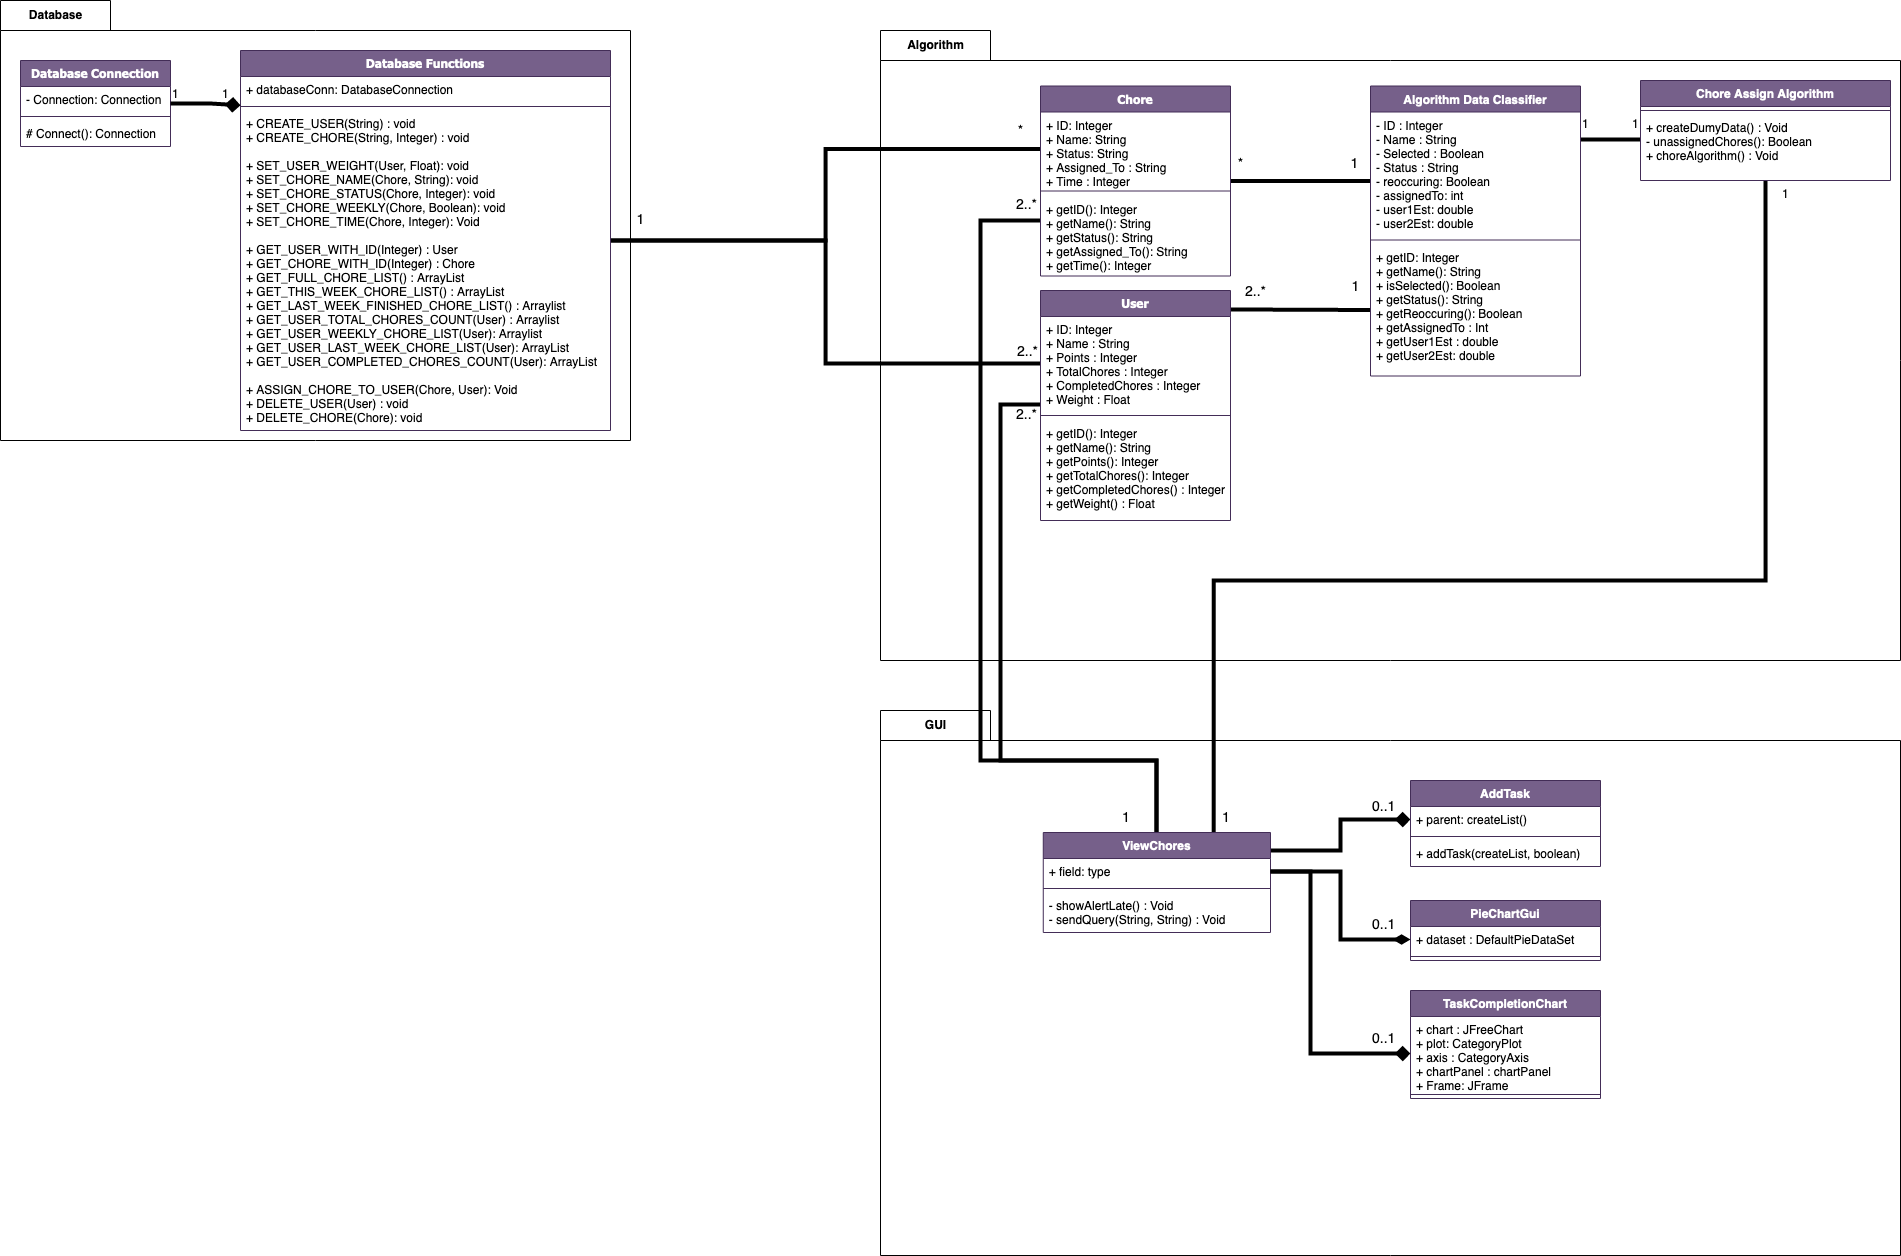 Database
Database Connection
- Connection: Connection
# Connect(): Connection
1
1
Database Functions
+ databaseConn: DatabaseConnection
+ CREATE_USER(String) : void
+ CREATE_CHORE(String, Integer) : void
+ SET_USER_WEIGHT(User, Float): void
+ SET_CHORE_NAME(Chore, String): void
+ SET_CHORE_STATUS(Chore, Integer): void
+ SET_CHORE_WEEKLY(Chore, Boolean): void
+ SET_CHORE_TIME(Chore, Integer): Void
+ GET_USER_WITH_ID(Integer) : User
+ GET_CHORE_WITH_ID(Integer) : Chore
+ GET_FULL_CHORE_LIST() : ArrayList
+ GET_THIS_WEEK_CHORE_LIST() : ArrayList
+ GET_LAST_WEEK_FINISHED_CHORE_LIST() : Arraylist
+ GET_USER_TOTAL_CHORES_COUNT(User) : Arraylist
+ GET_USER_WEEKLY_CHORE_LIST(User): Arraylist
+ GET_USER_LAST_WEEK_CHORE_LIST(User): ArrayList
+ GET_USER_COMPLETED_CHORES_COUNT(User): ArrayList
+ ASSIGN_CHORE_TO_USER(Chore, User): Void
+ DELETE_USER(User) : void
+ DELETE_CHORE(Chore): void
1
Algorithm
*
2..*
2..*
2..*
Chore
+ ID: Integer
+ Name: String
+ Status: String
+ Assigned_To : String
+ Time : Integer
+ getID(): Integer
+ getName(): String
+ getStatus(): String
+ getAssigned_To(): String
+ getTime(): Integer
User
+ ID: Integer
+ Name : String
+ Points : Integer
+ TotalChores : Integer
+ CompletedChores : Integer
+ Weight : Float
+ getID(): Integer
+ getName(): String
+ getPoints(): Integer
+ getTotalChores(): Integer
+ getCompletedChores() : Integer
+ getWeight() : Float
*
1
2..*
1
Algorithm Data Classifier
- ID : Integer
- Name : String
- Selected : Boolean
- Status : String
- reoccuring: Boolean
- assignedTo: int
- user1Est: double
- user2Est: double
+ getID: Integer
+ getName(): String
+ isSelected(): Boolean
+ getStatus(): String
+ getReoccuring(): Boolean
+ getAssignedTo : Int
+ getUser1Est : double
+ getUser2Est: double
1
1
Chore Assign Algorithm
+ createDumyData() : Void
- unassignedChores(): Boolean
+ choreAlgorithm() : Void
1
GUI
1
1
ViewChores
+ field: type
- showAlertLate() : Void
- sendQuery(String, String) : Void
0..1
AddTask
+ parent: createList()
+ addTask(createList, boolean)
0..1
PieChartGui
+ dataset : DefaultPieDataSet
0..1
TaskCompletionChart
+ chart : JFreeChart
+ plot: CategoryPlot
+ axis : CategoryAxis
+ chartPanel : chartPanel
+ Frame: JFrame